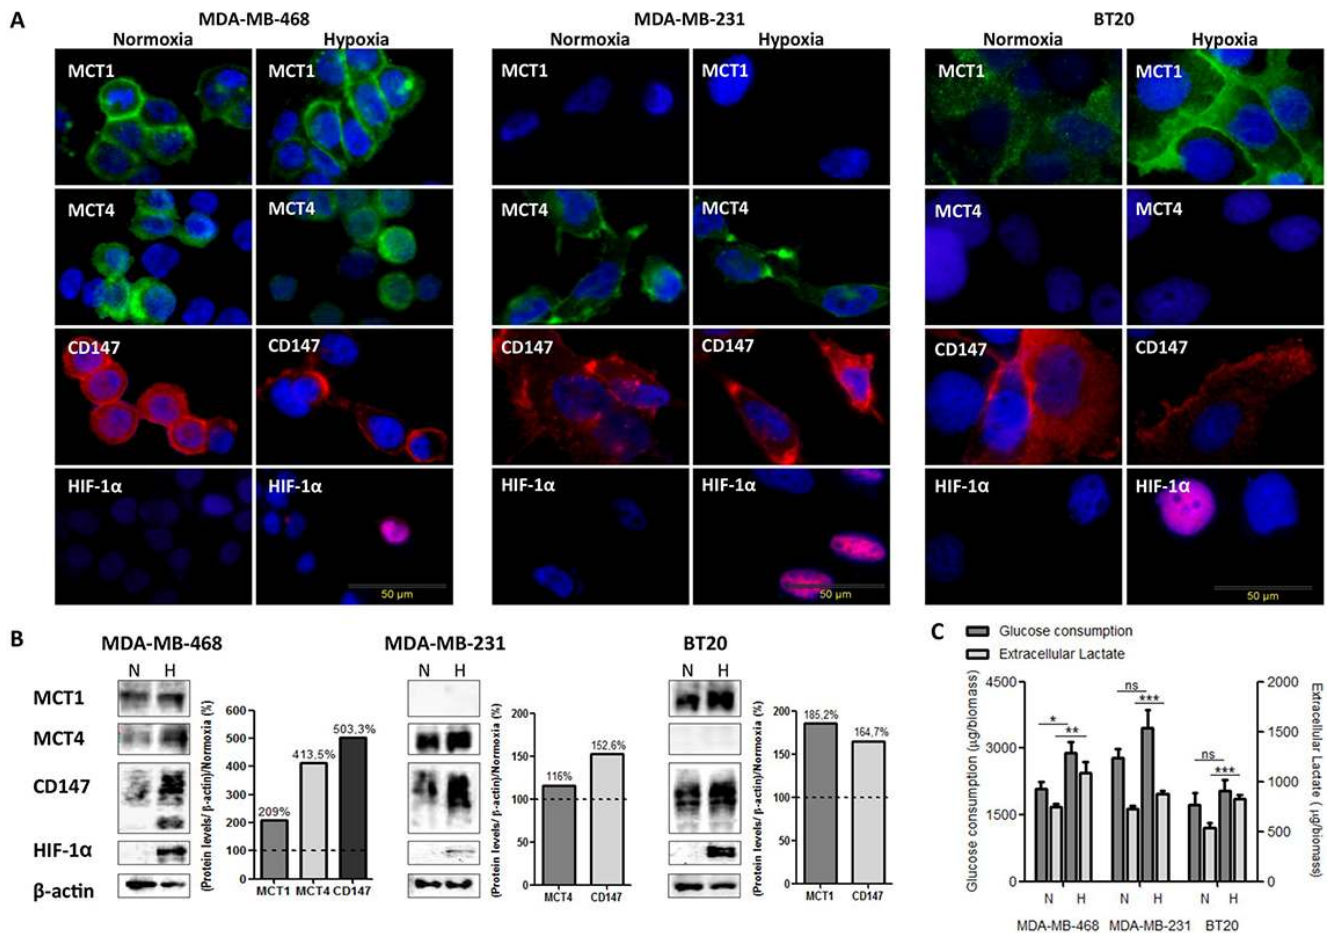 A
MDA-MB-468
MDA-MB-231
BT20
Normoxia Hypoxia Normoxia Hypoxia Normoxia Hypoxia
MCT1 MCT1 MCT1 MCT1 MCT1 MCT1
MCT4 MCT4 MCT4 MCT4 MCT4 MCT4
CD147 CD147 CD147 CD147 CD147 CD147
HIF-1α HIF-1α HIF-1α HIF-1α HIF-1α HIF-1α
50 µm 50 µm 50 µm
B
MDA-MB-468
N H
MCT1
MCT4
CD147
HIF-1α
β-actin
(Protein levels/ β-actin)/Normoxia (%)
600
500
400
300
200
100
0
209%
413,5%
503,3%
MCT1 MCT4 CD147
MDA-MB-231
N H
(Protein levels/ β-actin)/Normoxia (%)
200
150
100
50
0
116%
152,6%
MCT4 CD147
BT20
N H
(Protein levels/ β-actin)/Normoxia (%)
200
150
100
50
0
185,2%
164,7%
MCT1 CD147
C
Glucose consumption
Extracellular Lactate
Glucose consumption (µg/biomass)
4500
3000
1500
0
* ** ns *** ns ***
2000
1500
1000
500
0
Extracellular Lactate ( µg/biomass)
N H N H N H
MDA-MB-468 MDA-MB-231 BT20